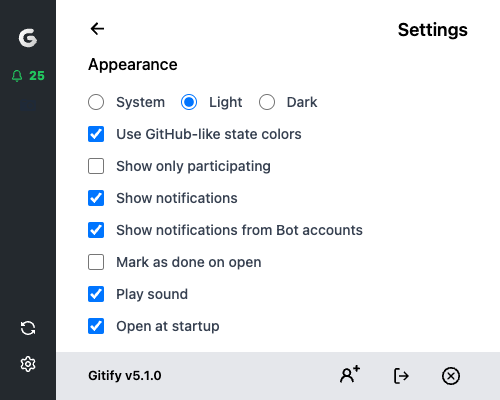 Settings
25
Appearance
System Light Dark
Use GitHub-like state colors
Show only participating
Show notifications
Show notifications from Bot accounts
Mark as done on open
Play sound
Open at startup
Gitify v5.1.0